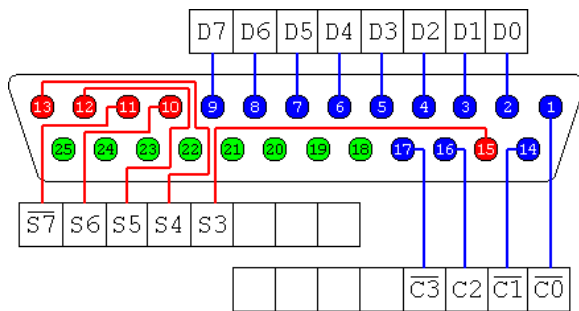 D7 D6 D5 D4 D3 D2 D1 D0
13 12 11 10 9 8 7 6 5 4 3 2 1
25 24 23 22 21 20 19 18 17 16 15 14
S̅7̅ S6 S5 S4 S3
C̅3̅ C2 C̅1̅ C̅0̅